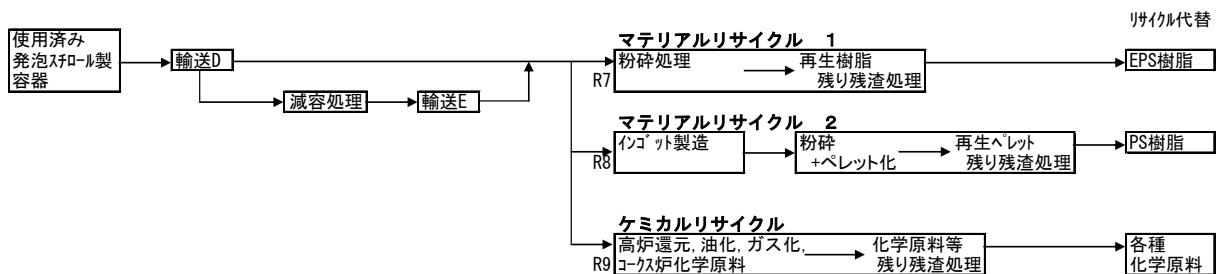 ﾘｻｲｸﾙ代替
使用済み
発泡ｽﾁﾛｰﾙ製
容器
輸送D
減容処理
輸送E
マテリアルリサイクル　1
粉砕処理
再生樹脂
残り残渣処理
R7
EPS樹脂
マテリアルリサイクル　2
ｲﾝｺﾞｯﾄ製造
R8
粉砕
+ペレット化
再生ペレット
残り残渣処理
PS樹脂
ケミカルリサイクル
高炉還元, 油化, ガス化,
ｺｰｸｽ炉化学原料
R9
化学原料等
残り残渣処理
各種
化学原料